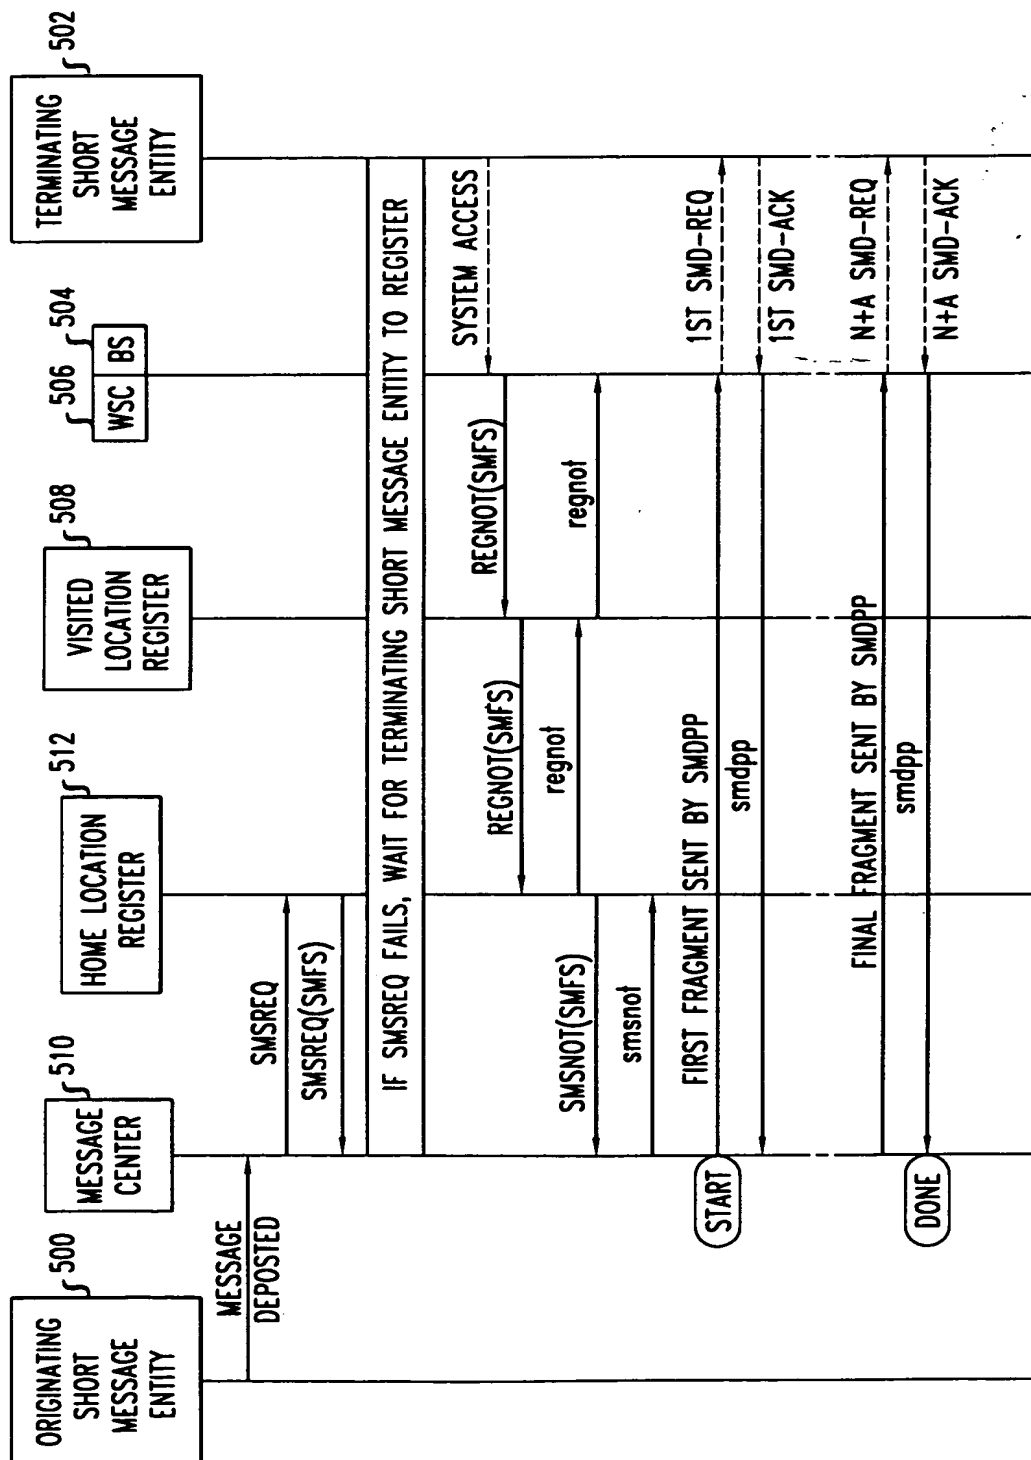 ORIGINATING
SHORT
MESSAGE
ENTITY
500
MESSAGE
CENTER
510
HOME LOCATION
REGISTER
512
VISITED
LOCATION
REGISTER
508
WSC
506
BS
504
TERMINATING
SHORT
MESSAGE
ENTITY
502
MESSAGE
DEPOSTED
SMSREQ
SMSREQ(SMFS)
IF SMSREQ FAILS, WAIT FOR TERMINATING SHORT MESSAGE ENTITY TO REGISTER
SYSTEM ACCESS
REGNOT(SMFS)
REGNOT(SMFS)
regnot
regnot
SMSNOT(SMFS)
smsnot
START
FIRST FRAGMENT SENT BY SMDPP
1ST SMD-REQ
1ST SMD-ACK
smdpp
FINAL FRAGMENT SENT BY SMDPP
N+A SMD-REQ
N+A SMD-ACK
smdpp
DONE